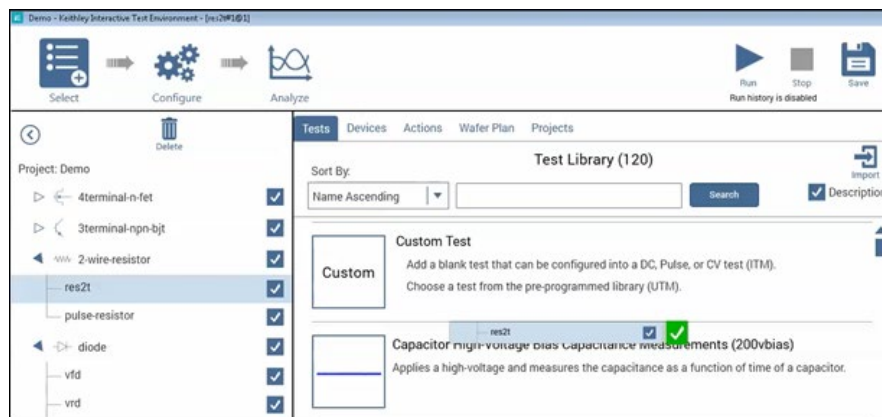 Demo - Keithley Interactive Test Environment - [res2t#1@1]
Select
Configure
Analyze
Run
Stop
Save
Run history is disabled
Delete
Project: Demo
4terminal-n-fet
3terminal-npn-bjt
2-wire-resistor
res2t
pulse-resistor
diode
vfd
vrd
Tests Devices Actions Wafer Plan Projects
Test Library (120)
Import
Sort By:
Name Ascending
Search
Description
Custom
Custom Test
Add a blank test that can be configured into a DC, Pulse, or CV test (ITM).
Choose a test from the pre-programmed library (UTM).
res2t
Capacitor High-Voltage Bias Capacitance Measurements (200vbias)
Applies a high-voltage and measures the capacitance as a function of time of a capacitor.